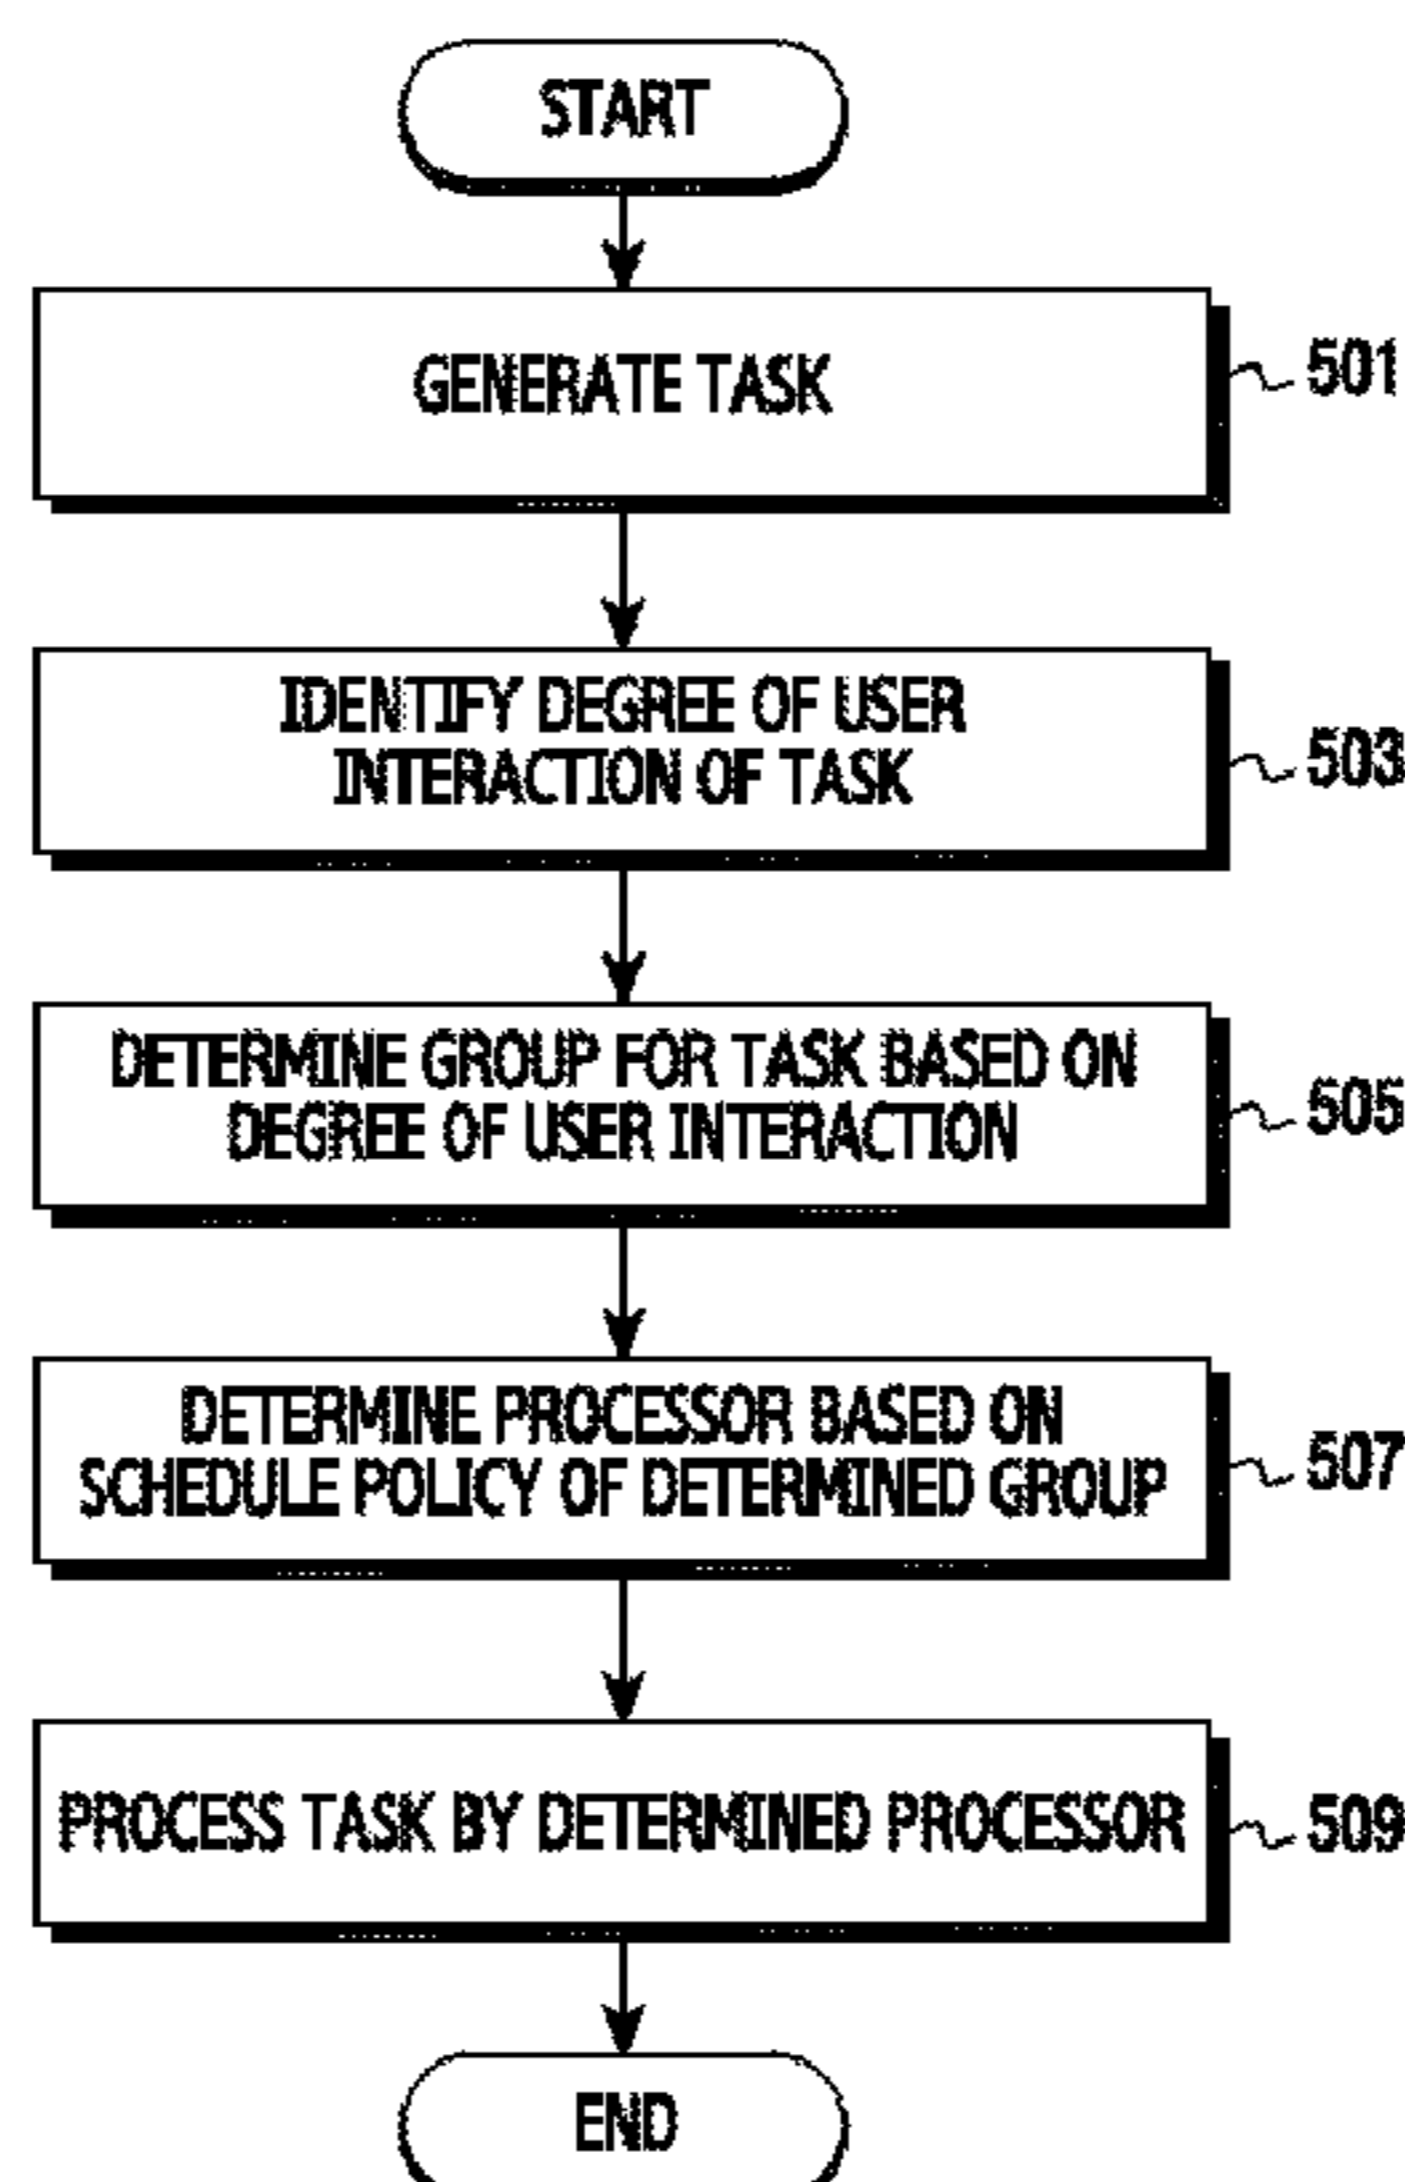 START
GENERATE TASK
501
IDENTIFY DEGREE OF USER
INTERACTION OF TASK
503
DETERMINE GROUP FOR TASK BASED ON
DEGREE OF USER INTERACTION
505
DETERMINE PROCESSOR BASED ON
SCHEDULE POLICY OF DETERMINED GROUP
507
PROCESS TASK BY DETERMINED PROCESSOR
509
END